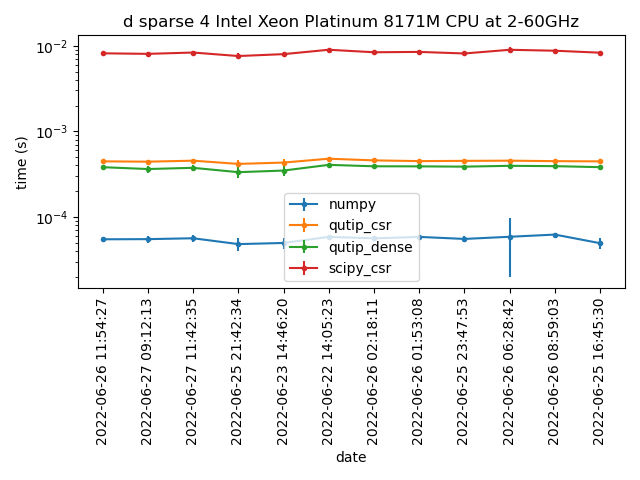 d sparse 4 Intel Xeon Platinum 8171M CPU at 2-60GHz
time (s)
10⁻²
10⁻³
10⁻⁴
numpy
qutip_csr
qutip_dense
scipy_csr
2022-06-26 11:54:27
2022-06-27 09:12:13
2022-06-27 11:42:35
2022-06-25 21:42:34
2022-06-23 14:46:20
2022-06-22 14:05:23
2022-06-26 02:18:11
2022-06-26 01:53:08
2022-06-25 23:47:53
2022-06-26 06:28:42
2022-06-26 08:59:03
2022-06-25 16:45:30
date